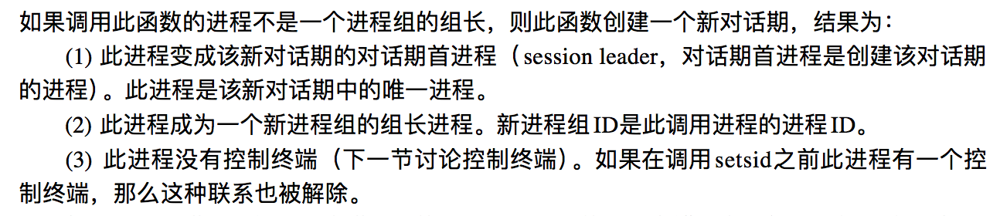 如果调用此函数的进程不是一个进程组的组长，则此函数创建一个新对话期，结果为：
(1) 此进程变成该新对话期的对话期首进程（session leader，对话期首进程是创建该对话期
的进程）。此进程是该新对话期中的唯一进程。
(2) 此进程成为一个新进程组的组长进程。新进程组ID是此调用进程的进程ID。
(3) 此进程没有控制终端（下一节讨论控制终端）。如果在调用setsid之前此进程有一个控
制终端，那么这种联系也被解除。